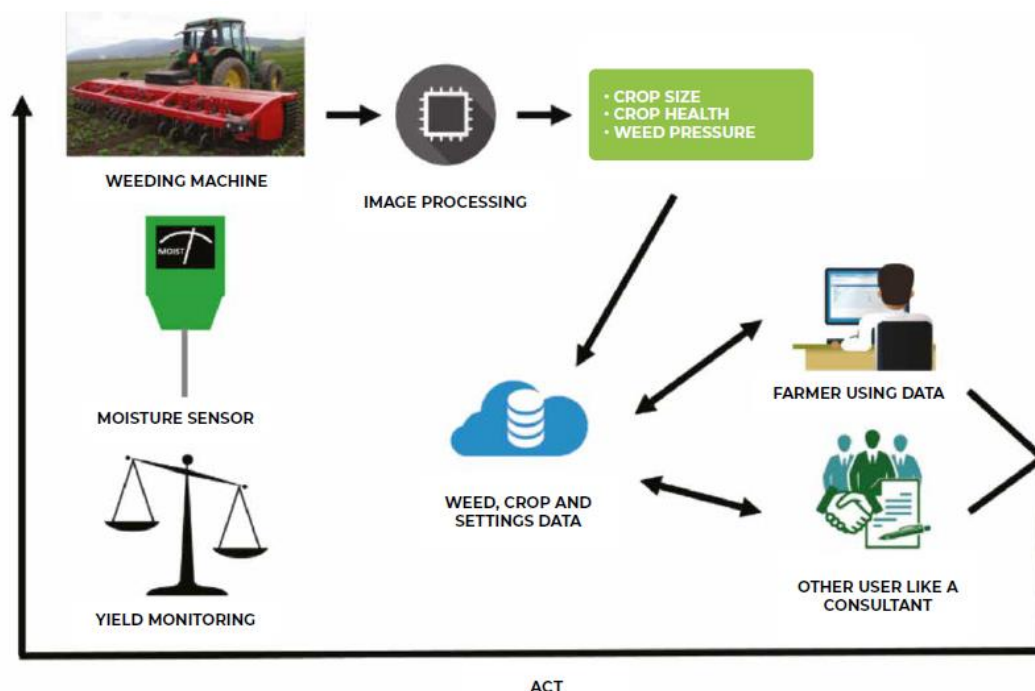 WEEDING MACHINE
IMAGE PROCESSING
• CROP SIZE
• CROP HEALTH
• WEED PRESSURE
MOIST
MOISTURE SENSOR
YIELD MONITORING
WEED, CROP AND
SETTINGS DATA
FARMER USING DATA
OTHER USER LIKE A
CONSULTANT
ACT